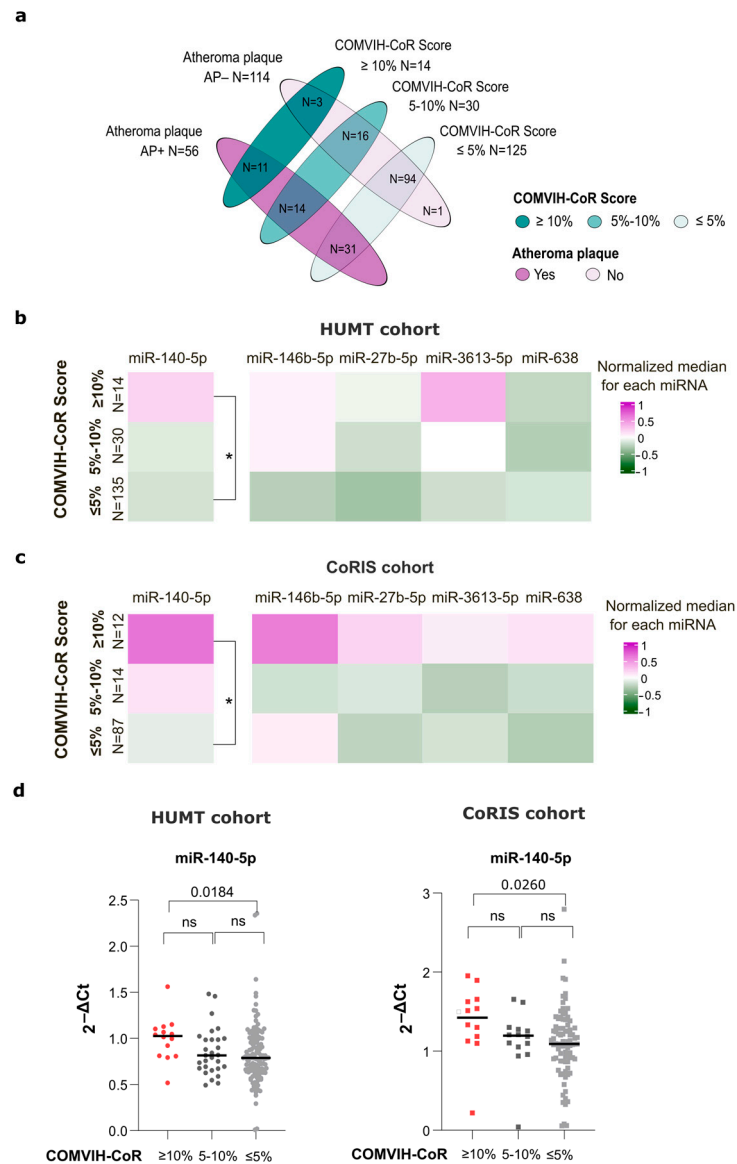 a
Atheroma plaque
AP– N=114
COMVIH-CoR Score
≥ 10% N=14
COMVIH-CoR Score
5-10% N=30
COMVIH-CoR Score
≤ 5% N=125
Atheroma plaque
AP+ N=56
N=3
N=16
N=94
N=1
N=11
N=14
N=31
COMVIH-CoR Score
≥ 10%
5%-10%
≤ 5%
Atheroma plaque
Yes
No
b
HUMT cohort
miR-140-5p
miR-146b-5p
miR-27b-5p
miR-3613-5p
miR-638
COMVIH-CoR Score
≥10%
N=14
5%-10%
N=30
≤5%
N=135
*
Normalized median
for each miRNA
1
0.5
0
-0.5
-1
c
CoRIS cohort
miR-140-5p
miR-146b-5p
miR-27b-5p
miR-3613-5p
miR-638
COMVIH-CoR Score
≥10%
N=12
5%-10%
N=14
≤5%
N=87
*
Normalized median
for each miRNA
1
0.5
0
-0.5
-1
d
HUMT cohort
miR-140-5p
0.0184
ns
ns
2–ΔCt
2.5
2.0
1.5
1.0
0.5
0.0
COMVIH-CoR
≥10%
5-10%
≤5%
CoRIS cohort
miR-140-5p
0.0260
ns
ns
2–ΔCt
3
2
1
0
COMVIH-CoR
≥10%
5-10%
≤5%